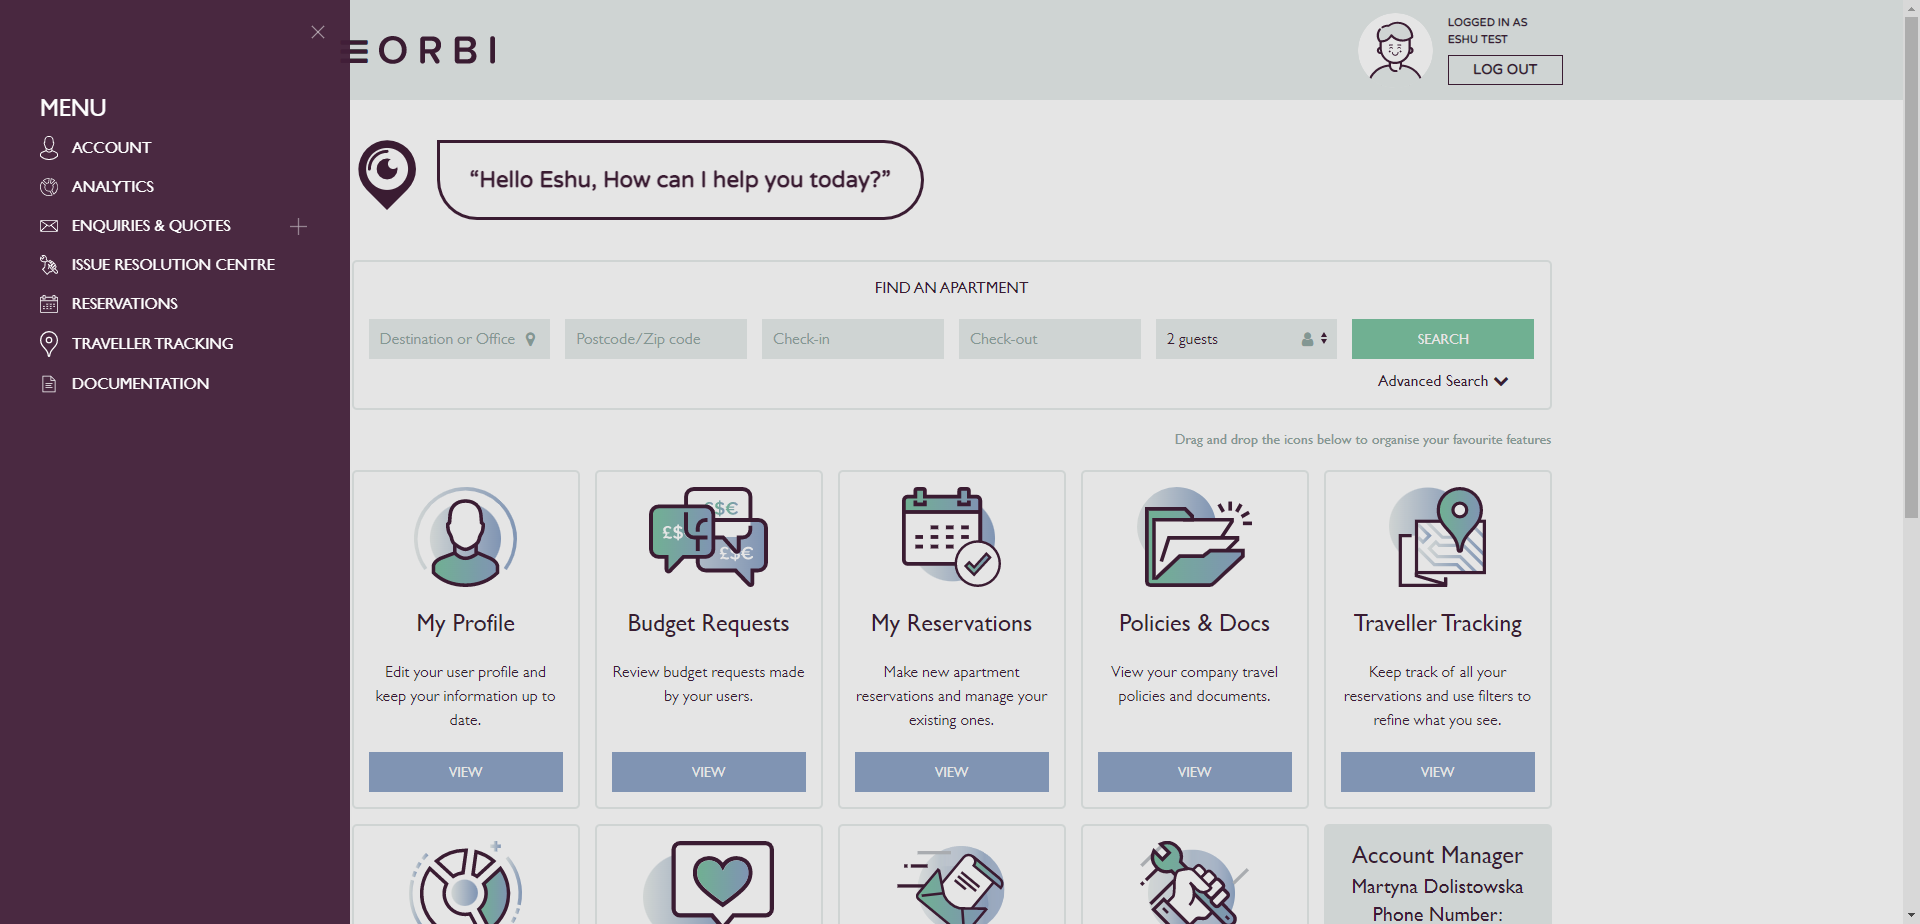 ORBI
LOGGED IN AS
ESHU TEST
LOG OUT
MENU
ACCOUNT
ANALYTICS
ENQUIRIES & QUOTES
ISSUE RESOLUTION CENTRE
RESERVATIONS
TRAVELLER TRACKING
DOCUMENTATION
“Hello Eshu, How can I help you today?”
FIND AN APARTMENT
Destination or Office
Postcode/Zip code
Check-in
Check-out
2 guests
SEARCH
Advanced Search
Drag and drop the icons below to organise your favourite features
£$€
£$
£$€
My Profile
Edit your user profile and
keep your information up to
date.
VIEW
Budget Requests
Review budget requests made
by your users.
VIEW
My Reservations
Make new apartment
reservations and manage your
existing ones.
VIEW
Policies & Docs
View your company travel
policies and documents.
VIEW
Traveller Tracking
Keep track of all your
reservations and use filters to
refine what you see.
VIEW
Account Manager
Martyna Dolistowska
Phone Number: